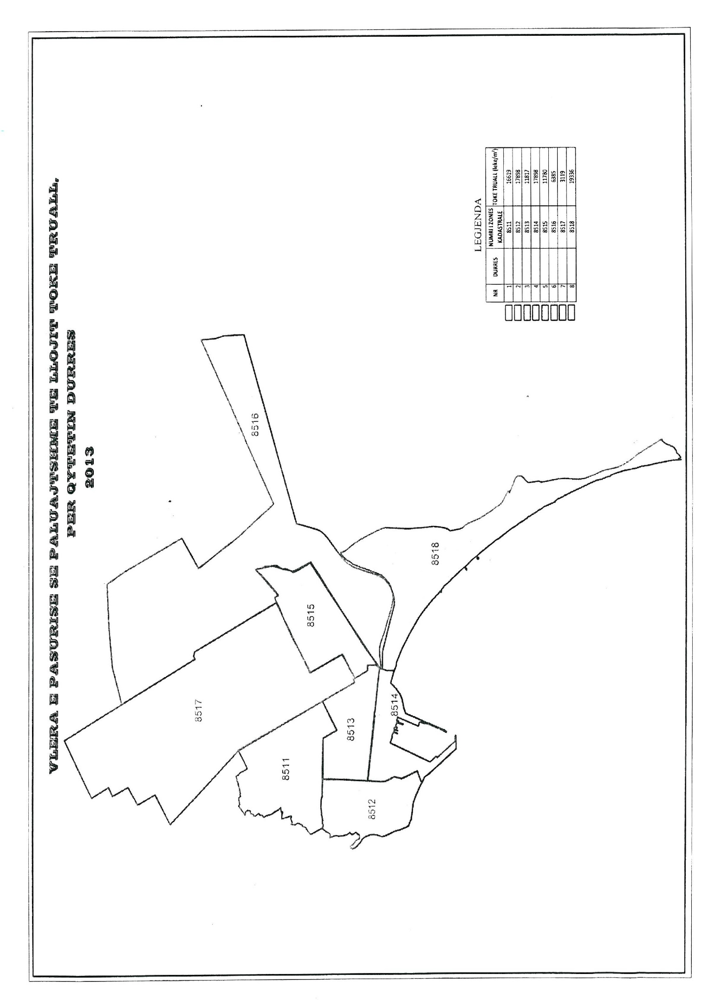 VLERA E PASURISE SE PALUAJTSHME TE LLOJIT TOKE TRUALL,
PER QYTETIN DURRES
2013
8516
8517
8515
8518
8511
8513
8514
8512
LEGJENDA
NR DURRES NUMRI I ZONES KADASTRALE TOKE TRUALL (leke/m²)
1 8511 16619
2 8512 17898
3 8513 11817
4 8514 17898
5 8515 11780
6 8516 6385
7 8517 3119
8 8518 19336